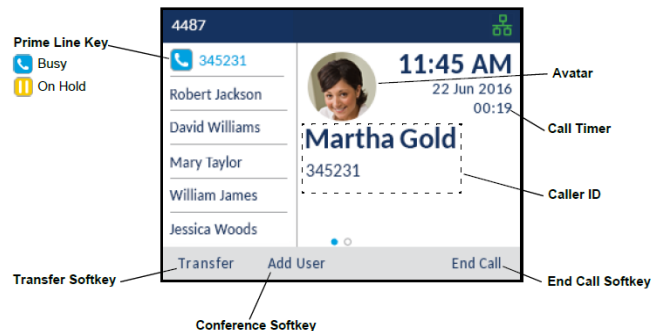 4487
Prime Line Key
Busy
On Hold
345231
Robert Jackson
David Williams
Mary Taylor
William James
Jessica Woods
11:45 AM
22 Jun 2016
00:19
Martha Gold
345231
Avatar
Call Timer
Caller ID
Transfer
Add User
End Call
Transfer Softkey
End Call Softkey
Conference Softkey